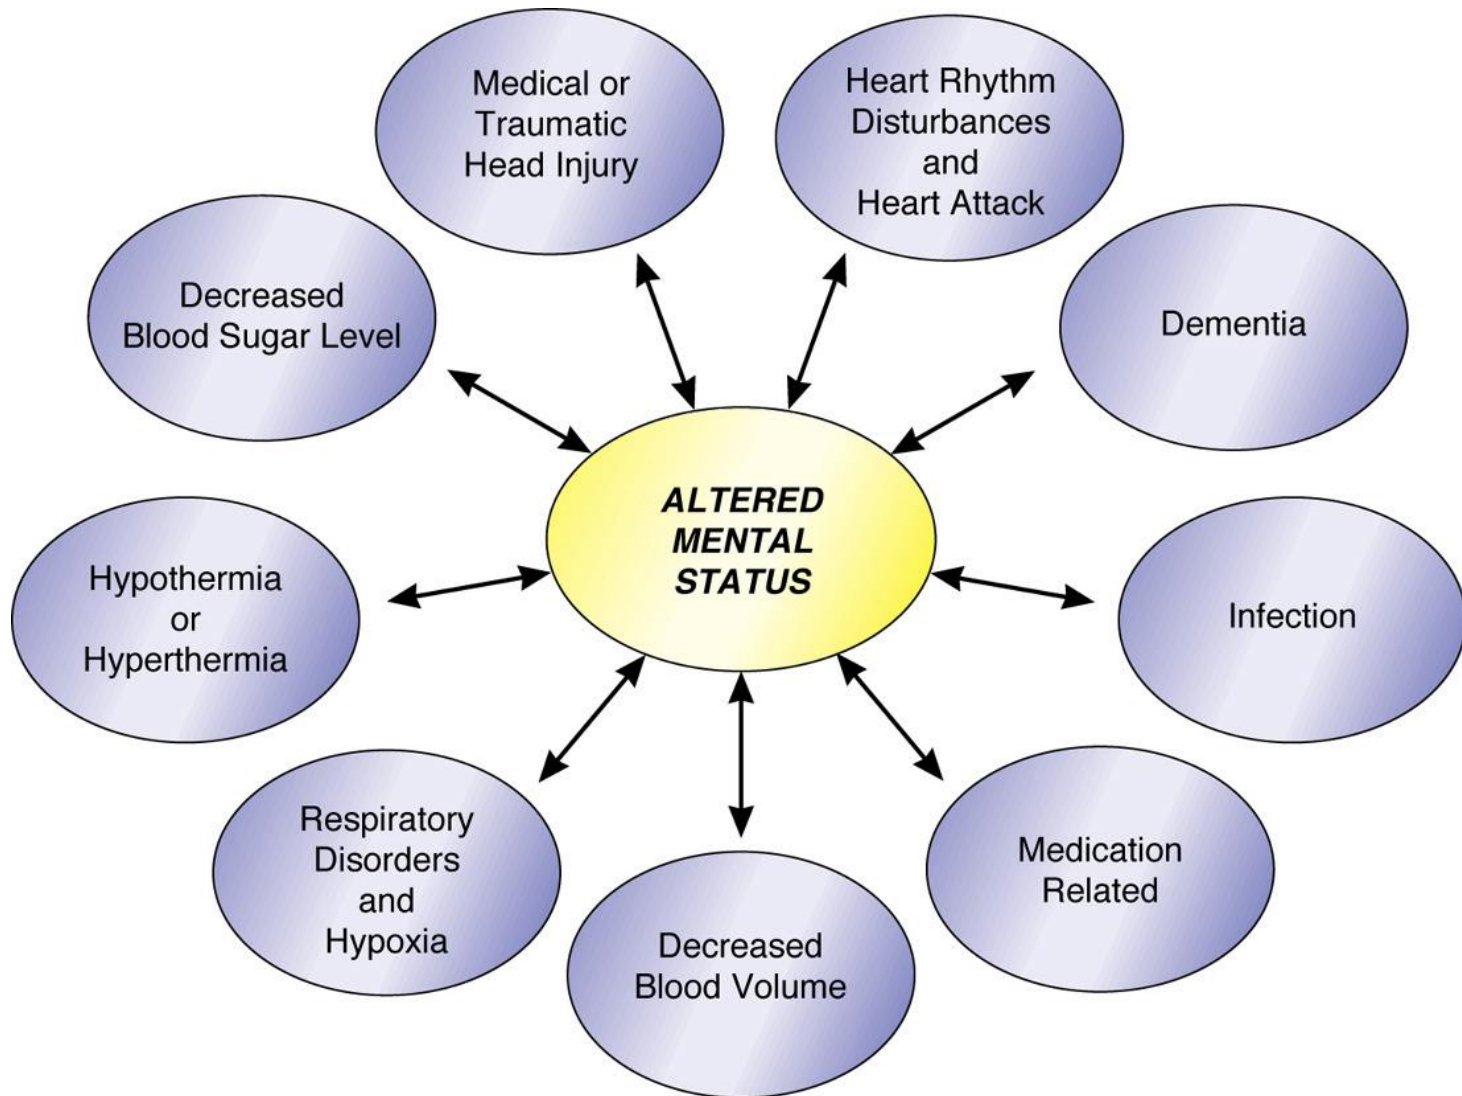 Medical or
Traumatic
Head Injury
Heart Rhythm
Disturbances
and
Heart Attack
Decreased
Blood Sugar Level
Dementia
ALTERED
MENTAL
STATUS
Hypothermia
or
Hyperthermia
Infection
Respiratory
Disorders
and
Hypoxia
Medication
Related
Decreased
Blood Volume